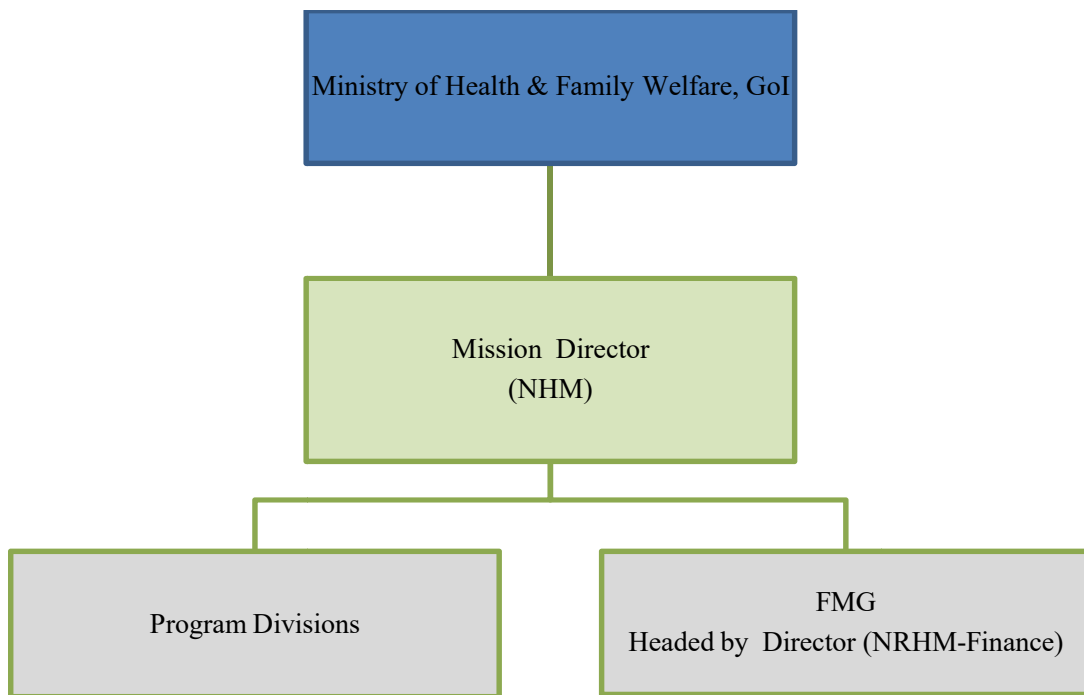 Ministry of Health & Family Welfare, GoI
Mission Director
(NHM)
Program Divisions
FMG
Headed by Director (NRHM-Finance)